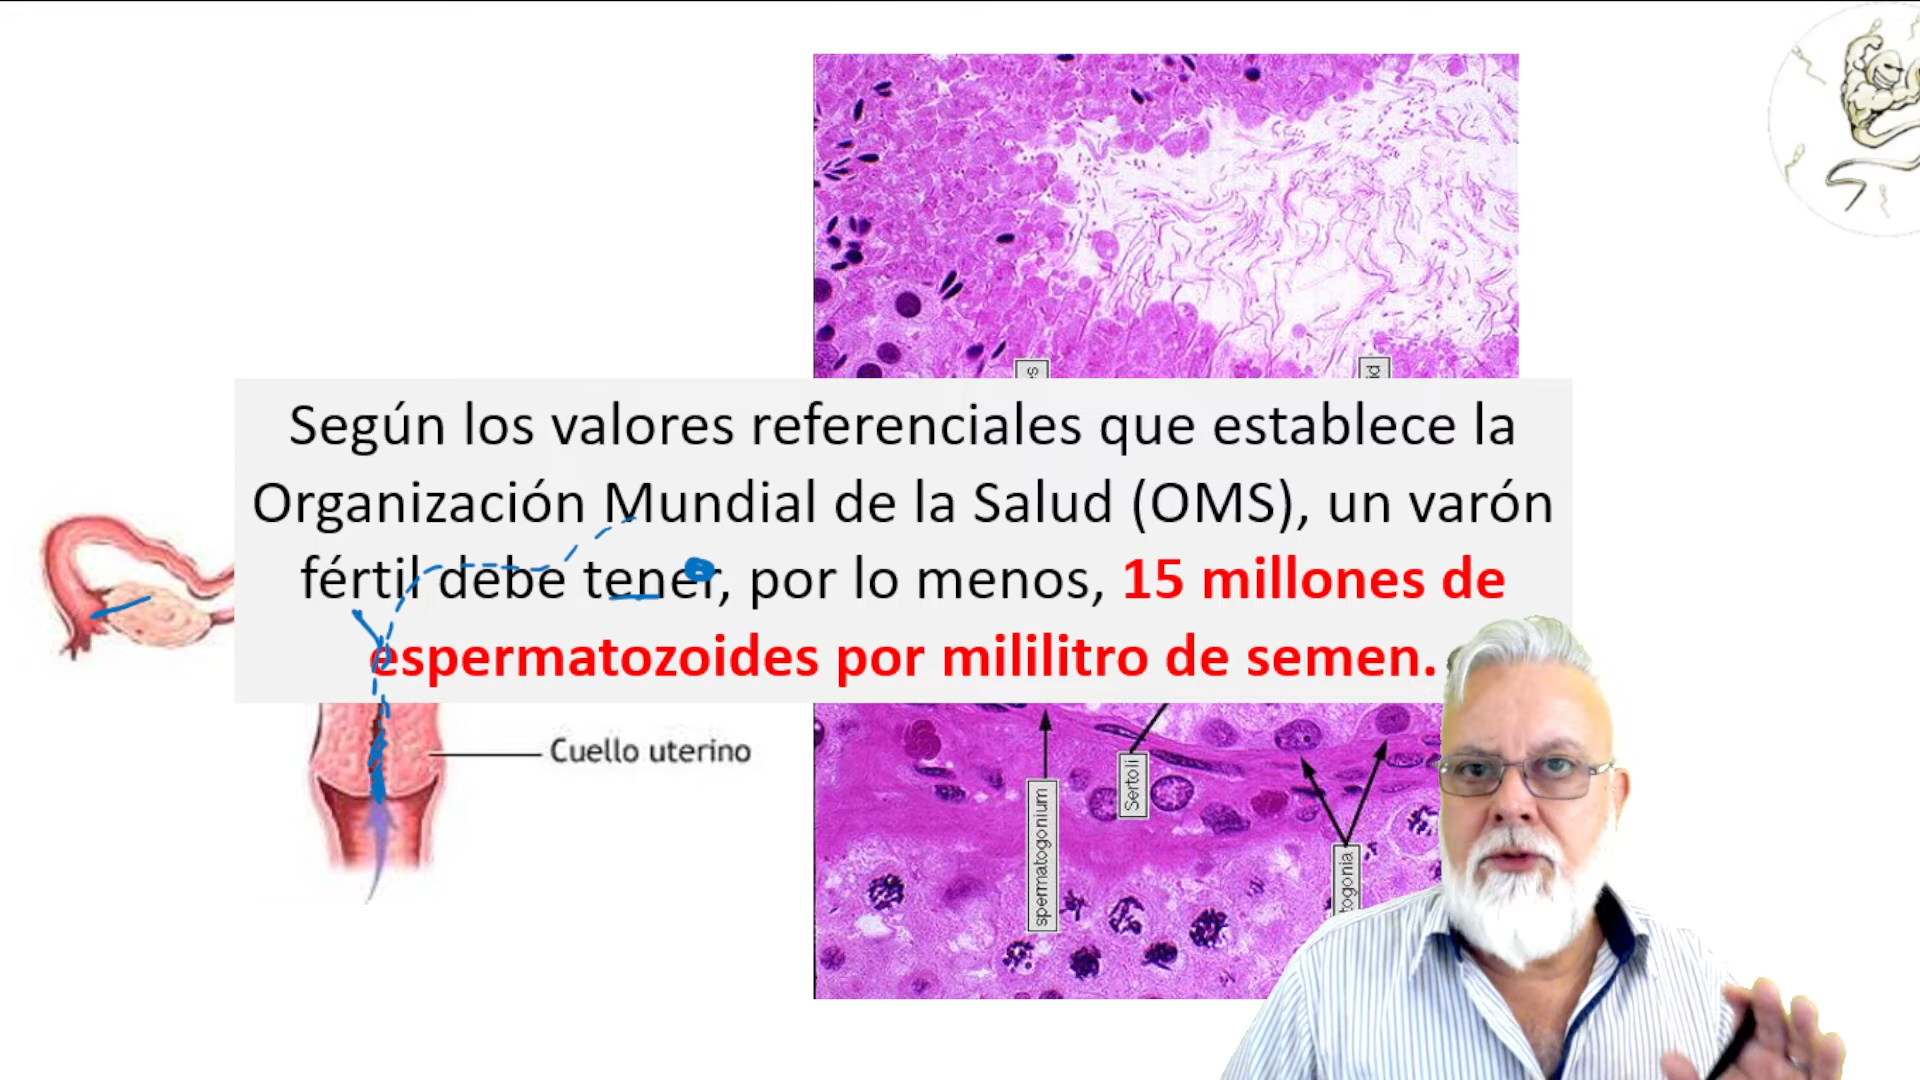 Según los valores referenciales que establece la
Organización Mundial de la Salud (OMS), un varón
fértil debe tener, por lo menos, 15 millones de
espermatozoides por mililitro de semen.
Cuello uterino
spermatogonium
Sertoli